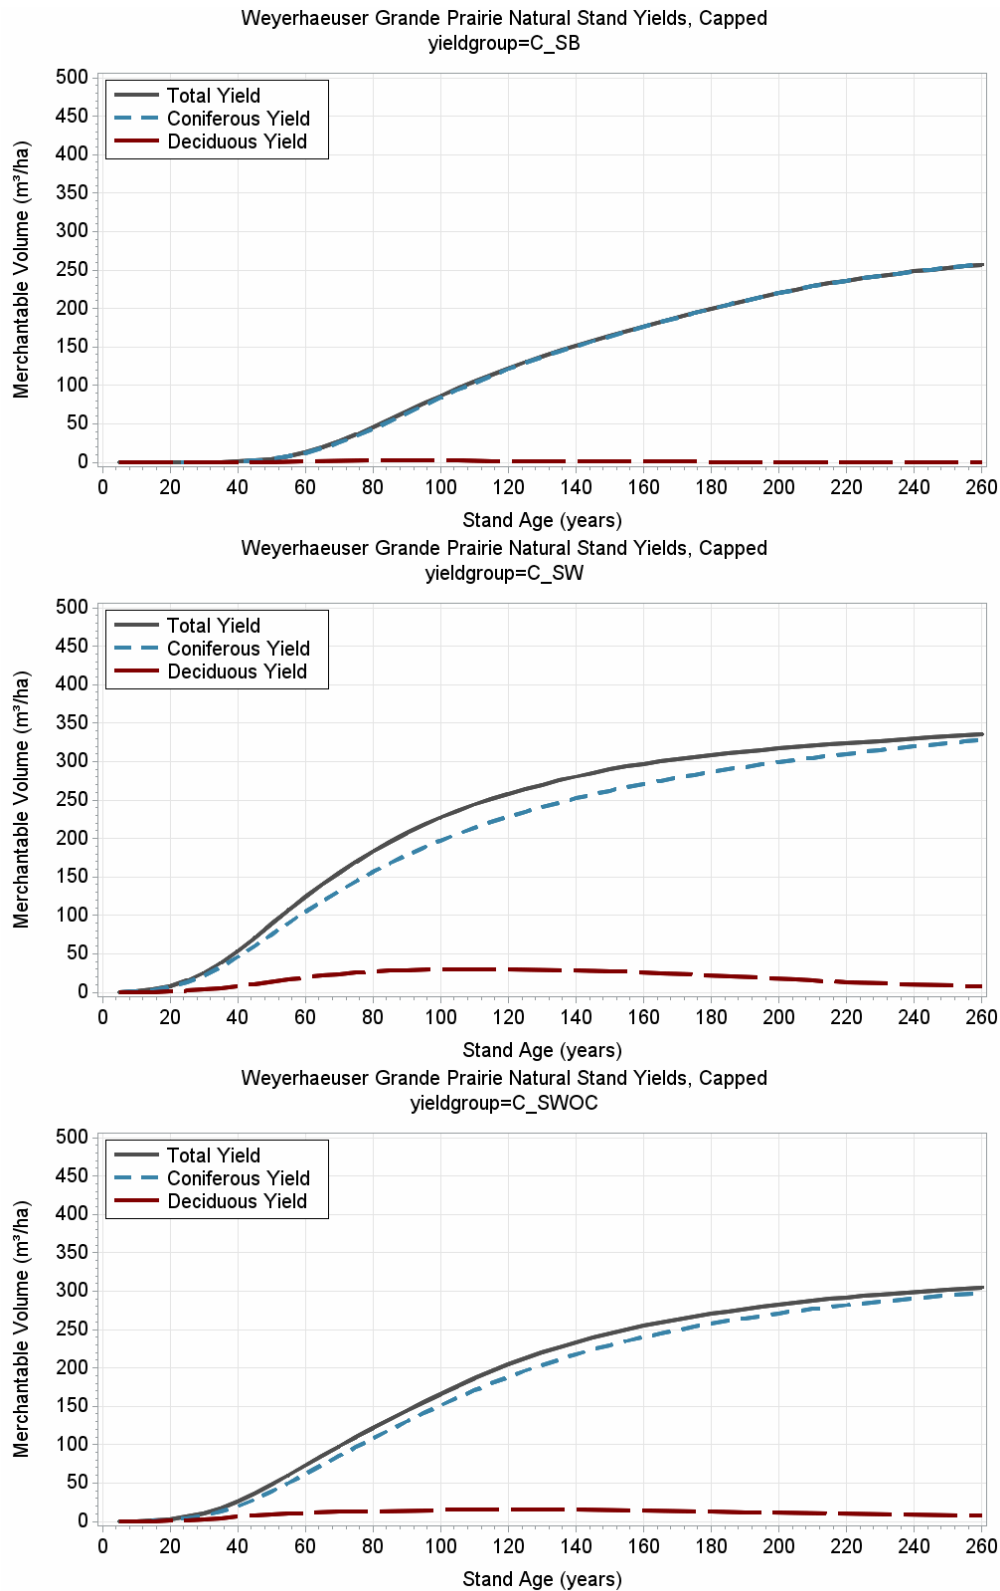 Weyerhaeuser Grande Prairie Natural Stand Yields, Capped
yieldgroup=C_SB
Merchantable Volume (m³/ha)
500
450
400
350
300
250
200
150
100
50
0
Total Yield
Coniferous Yield
Deciduous Yield
0 20 40 60 80 100 120 140 160 180 200 220 240 260
Stand Age (years)
Weyerhaeuser Grande Prairie Natural Stand Yields, Capped
yieldgroup=C_SW
Merchantable Volume (m³/ha)
500
450
400
350
300
250
200
150
100
50
0
Total Yield
Coniferous Yield
Deciduous Yield
0 20 40 60 80 100 120 140 160 180 200 220 240 260
Stand Age (years)
Weyerhaeuser Grande Prairie Natural Stand Yields, Capped
yieldgroup=C_SWOC
Merchantable Volume (m³/ha)
500
450
400
350
300
250
200
150
100
50
0
Total Yield
Coniferous Yield
Deciduous Yield
0 20 40 60 80 100 120 140 160 180 200 220 240 260
Stand Age (years)